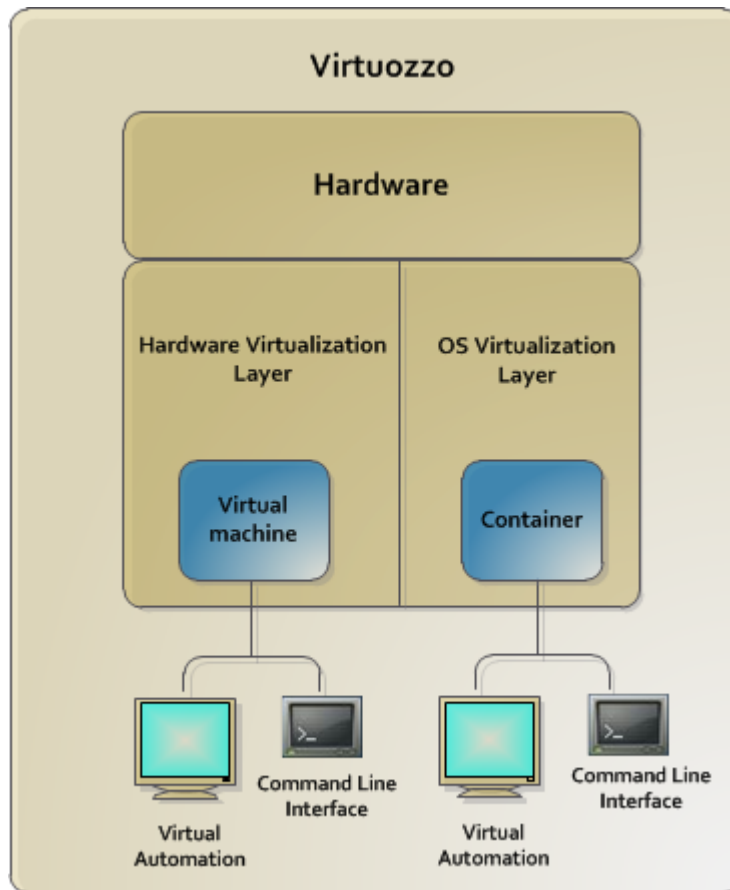 Virtuozzo
Hardware
Hardware Virtualization
Layer
OS Virtualization
Layer
Virtual
machine
Container
>_
Command Line
Interface
Virtual
Automation
>_
Command Line
Interface
Virtual
Automation